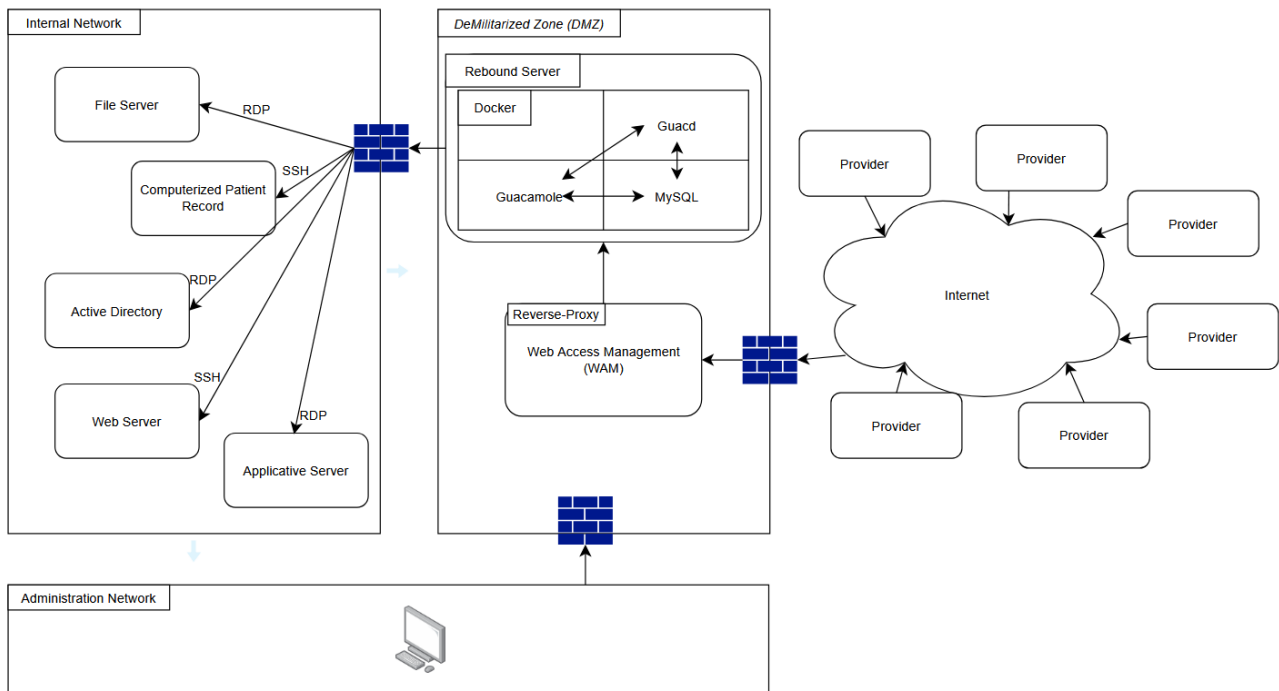 Internal Network
File Server
RDP
SSH
Computerized Patient
Record
RDP
Active Directory
SSH
Web Server
RDP
Applicative Server
DeMilitarized Zone (DMZ)
Rebound Server
Docker
Guacd
Guacamole
MySQL
Reverse-Proxy
Web Access Management
(WAM)
Provider
Provider
Provider
Internet
Provider
Provider
Provider
Administration Network